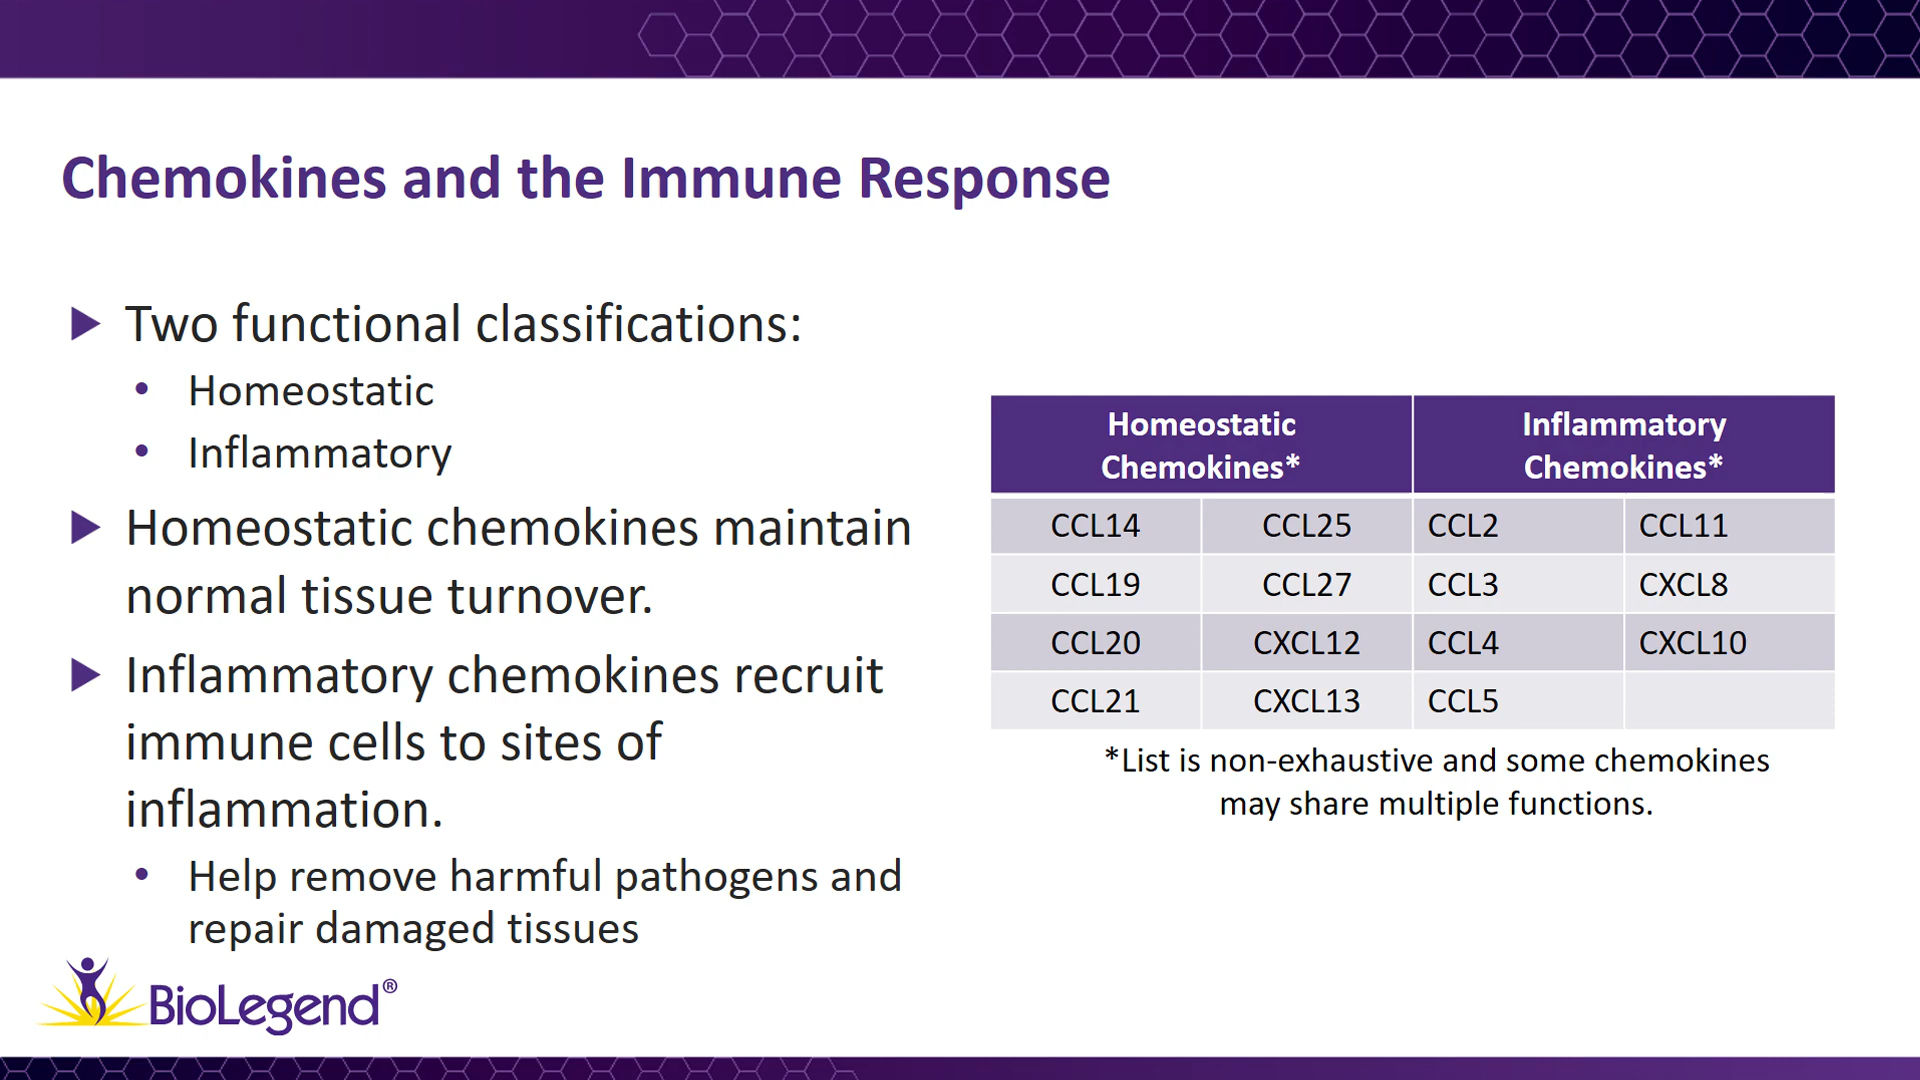 Chemokines and the Immune Response
Two functional classifications:
• Homeostatic
• Inflammatory
Homeostatic chemokines maintain
normal tissue turnover.
Inflammatory chemokines recruit
immune cells to sites of
inflammation.
• Help remove harmful pathogens and
repair damaged tissues
Homeostatic Chemokines* Inflammatory Chemokines*
CCL14 CCL25 CCL2 CCL11
CCL19 CCL27 CCL3 CXCL8
CCL20 CXCL12 CCL4 CXCL10
CCL21 CXCL13 CCL5
*List is non-exhaustive and some chemokines
may share multiple functions.
BioLegend®